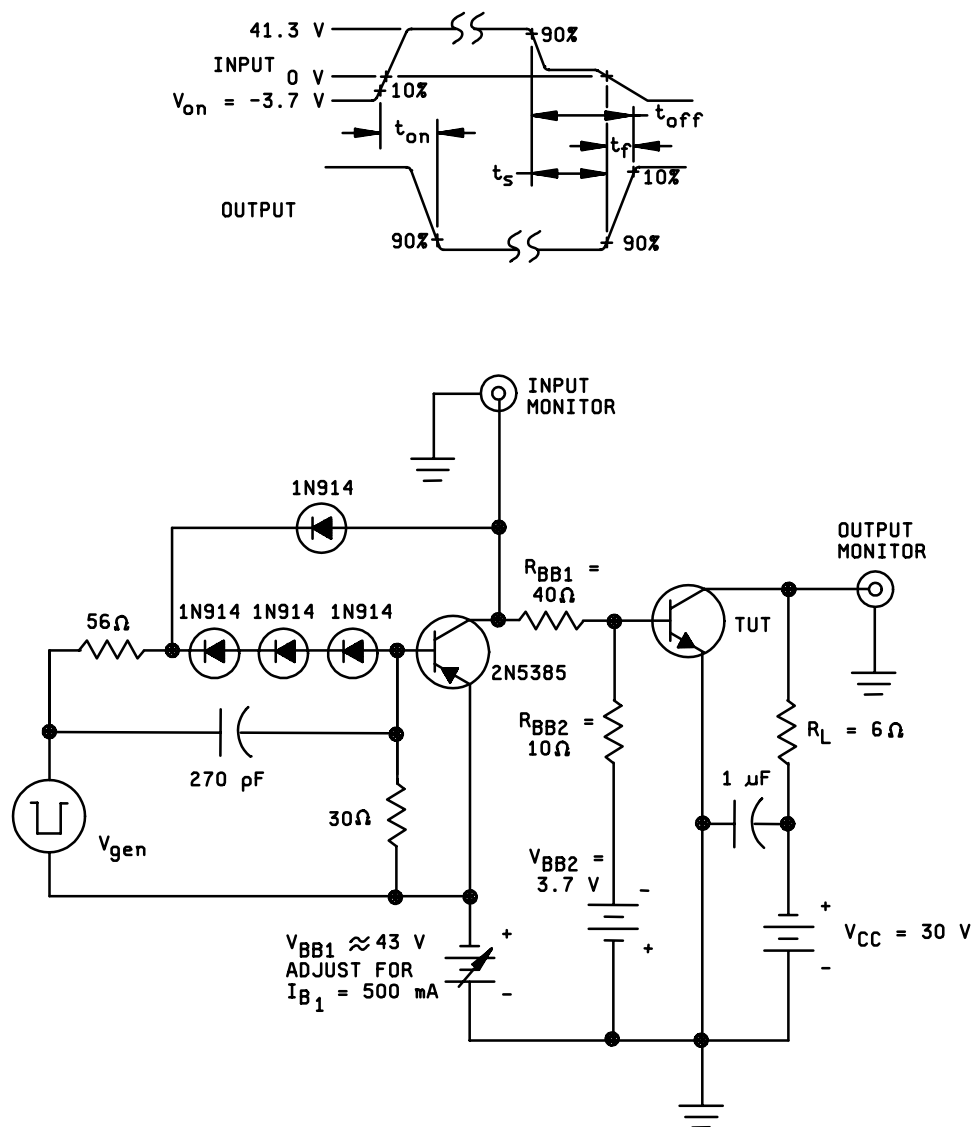 41.3 V
90%
INPUT
0 V
V_on = -3.7 V
10%
t_on
t_off
t_f
t_s
10%
OUTPUT
90%
90%
INPUT
MONITOR
1N914
OUTPUT
MONITOR
R_BB1 =
40Ω
56Ω
1N914 1N914 1N914
TUT
2N5385
R_BB2 =
10Ω
R_L = 6Ω
270 pF
1 μF
30Ω
V_gen
V_BB2 =
3.7 V
-
+
+
V_CC = 30 V
-
V_BB1 ≈ 43 V
ADJUST FOR
I_B1 = 500 mA
+
-